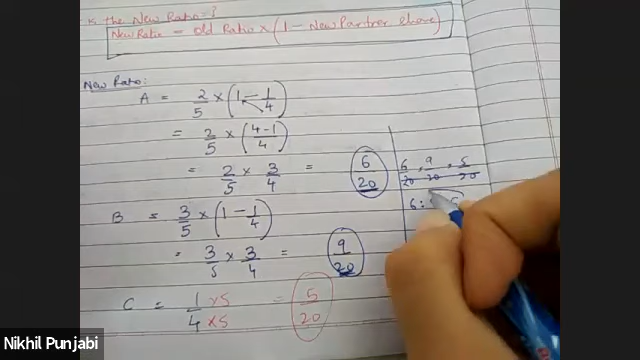 the New Ratio = ?
New Ratio = Old Ratio × (1 − New Partner Share)
New Ratio:
A = 2/5 × (1 − 1/4)
= 2/5 × (4−1/4)
= 2/5 × 3/4 = 6/20
6/20 : 9/20 : 5/20
6 :
B = 3/5 × (1 − 1/4)
= 3/5 × 3/4 = 9/20
C = 1/4 ×5/×5 = 5/20
Nikhil Punjabi